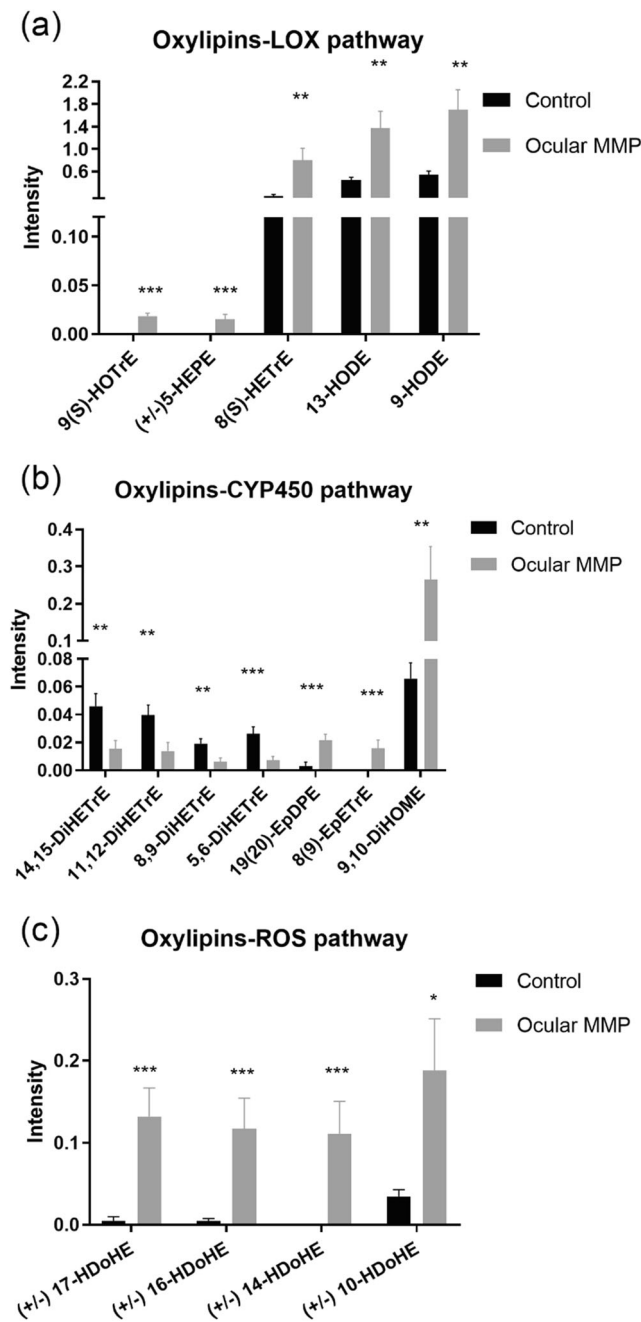 (a)
Oxylipins-LOX pathway
2.2
1.8
1.4
1.0
0.6
0.10
0.05
0.00
Intensity
**
**
**
***
***
Control
Ocular MMP
9(S)-HOTrE
(+/-)5-HEPE
8(S)-HETrE
13-HODE
9-HODE
(b)
Oxylipins-CYP450 pathway
0.4
0.3
0.2
0.1
0.08
0.06
0.04
0.02
0.00
Intensity
**
**
**
***
***
***
**
Control
Ocular MMP
14,15-DiHETrE
11,12-DiHETrE
8,9-DiHETrE
5,6-DiHETrE
19(20)-EpDPE
8(9)-EpETrE
9,10-DiHOME
(c)
Oxylipins-ROS pathway
0.3
0.2
0.1
0.0
Intensity
***
***
***
*
Control
Ocular MMP
(+/-) 17-HDoHE
(+/-) 16-HDoHE
(+/-) 14-HDoHE
(+/-) 10-HDoHE